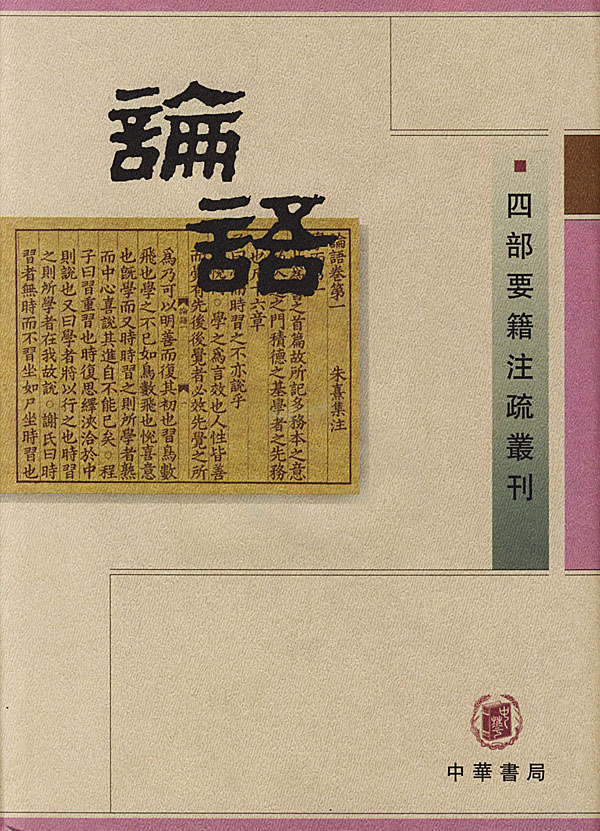 論語
四部要籍注疏叢刊
論語卷第一 朱熹集注
之首篇故所記多務本之意
之門積德之基學者之先務
六章
時習之不亦說乎
學之爲言效也人性皆善
先後後覺者必效先覺之所
爲乃可以明善而復其初也習鳥數
飛也學之不已如鳥數飛也悅喜意
也既學而又時時習之則所學者熟
而中心喜說其進自不能已矣○程
子曰習重習也時復思繹浹洽於中
則說也又曰學者將以行之也時習
之則所學者在我故說○謝氏曰時
習者無時而不習坐如尸坐時習也
中華書局